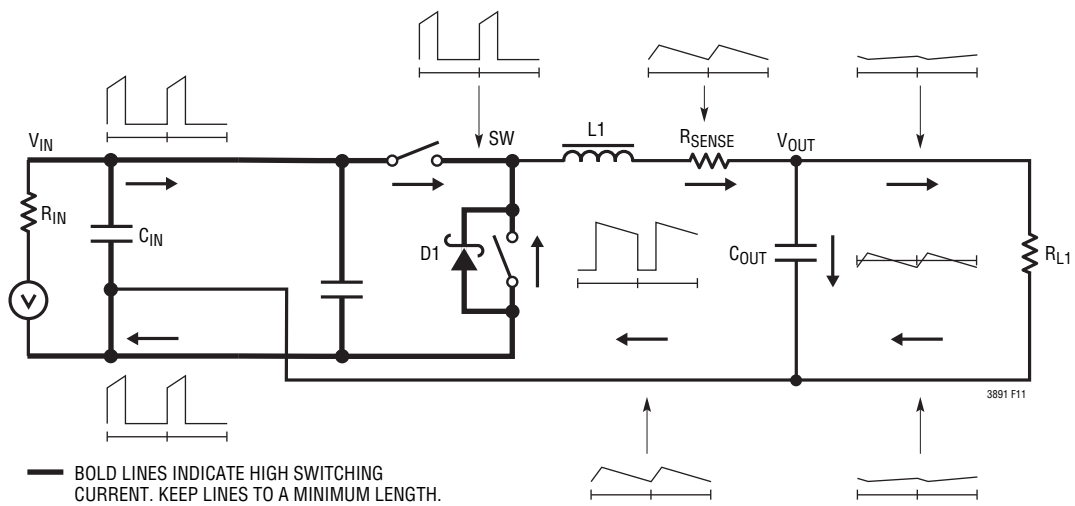 SW
L1
RSENSE
VOUT
VIN
RIN
CIN
D1
COUT
RL1
V
3891 F11
BOLD LINES INDICATE HIGH SWITCHING
CURRENT. KEEP LINES TO A MINIMUM LENGTH.